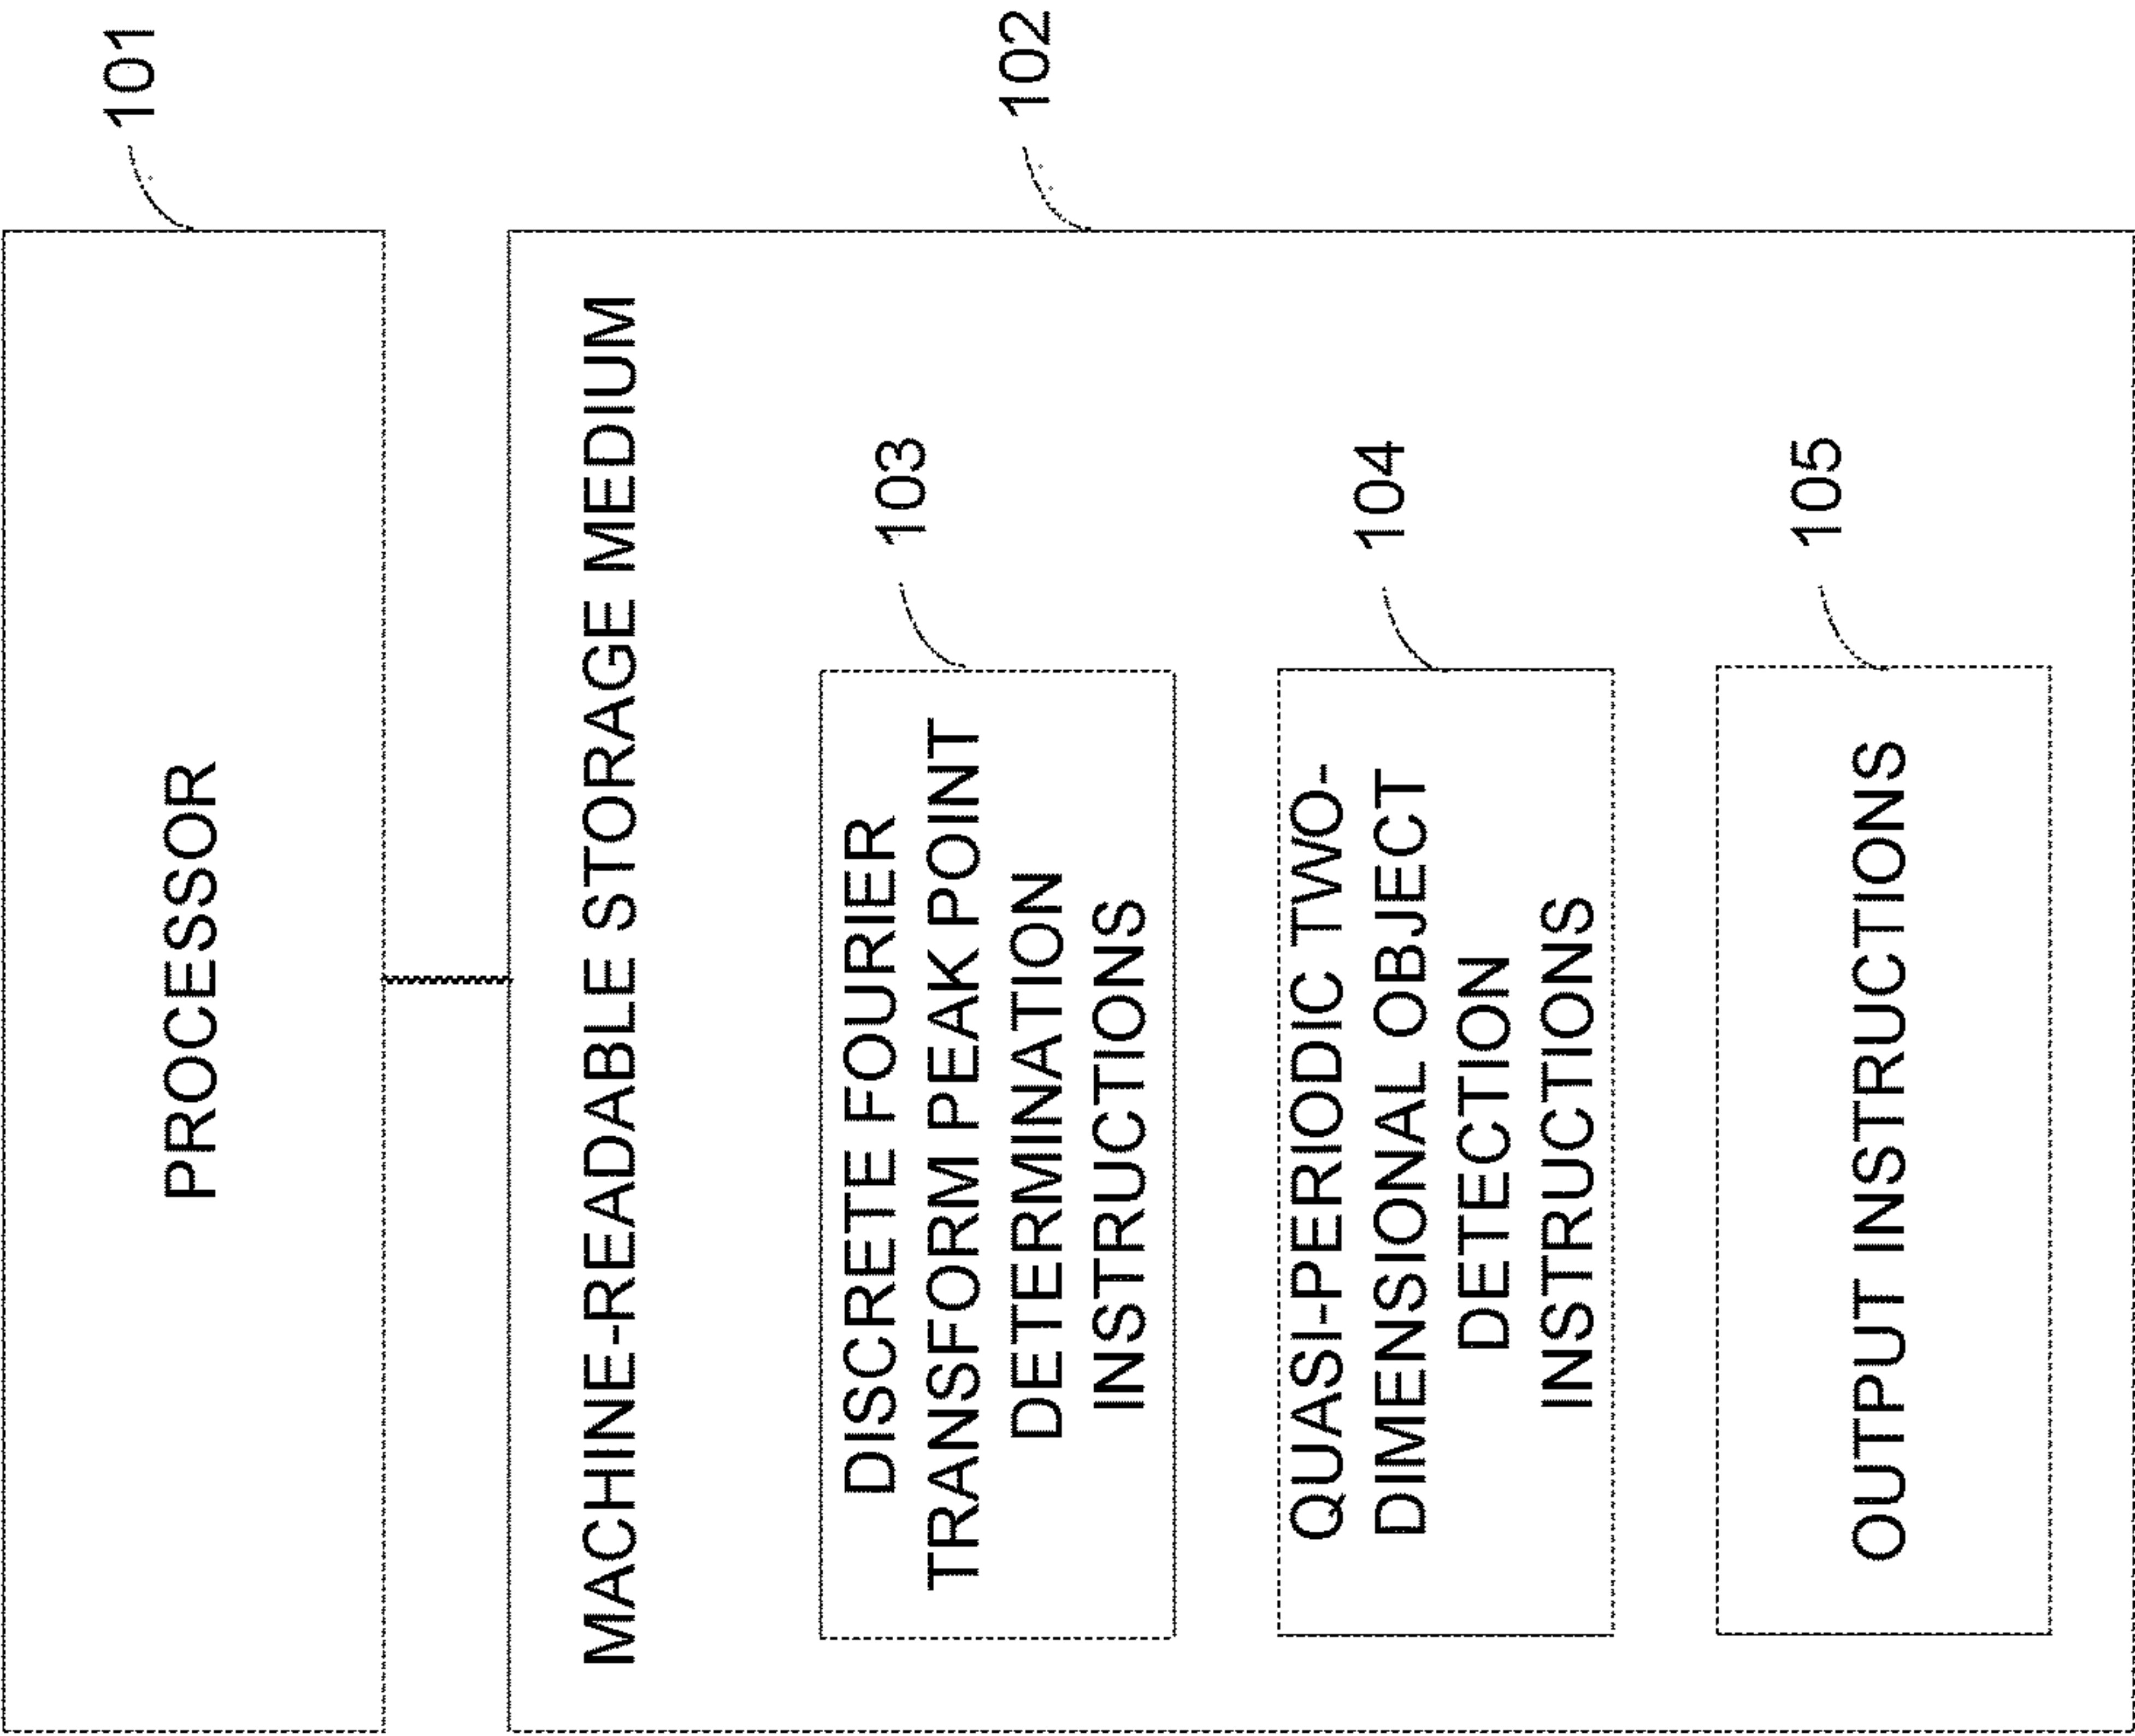 PROCESSOR
101
MACHINE-READABLE STORAGE MEDIUM
102
DISCRETE FOURIER
TRANSFORM PEAK POINT
DETERMINATION
INSTRUCTIONS
103
QUASI-PERIODIC TWO-
DIMENSIONAL OBJECT
DETECTION
INSTRUCTIONS
104
OUTPUT INSTRUCTIONS
105